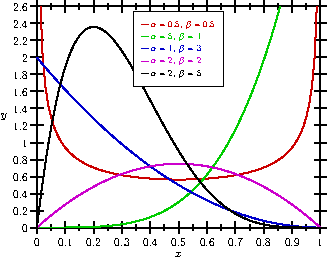 2.6
2.4
2.2
2
1.8
1.6
1.4
1.2
1
0.8
0.6
0.4
0.2
0
α = 0.5, β = 0.5
α = 5, β = 1
α = 1, β = 3
α = 2, β = 2
α = 2, β = 5
0 0.1 0.2 0.3 0.4 0.5 0.6 0.7 0.8 0.9 1
x